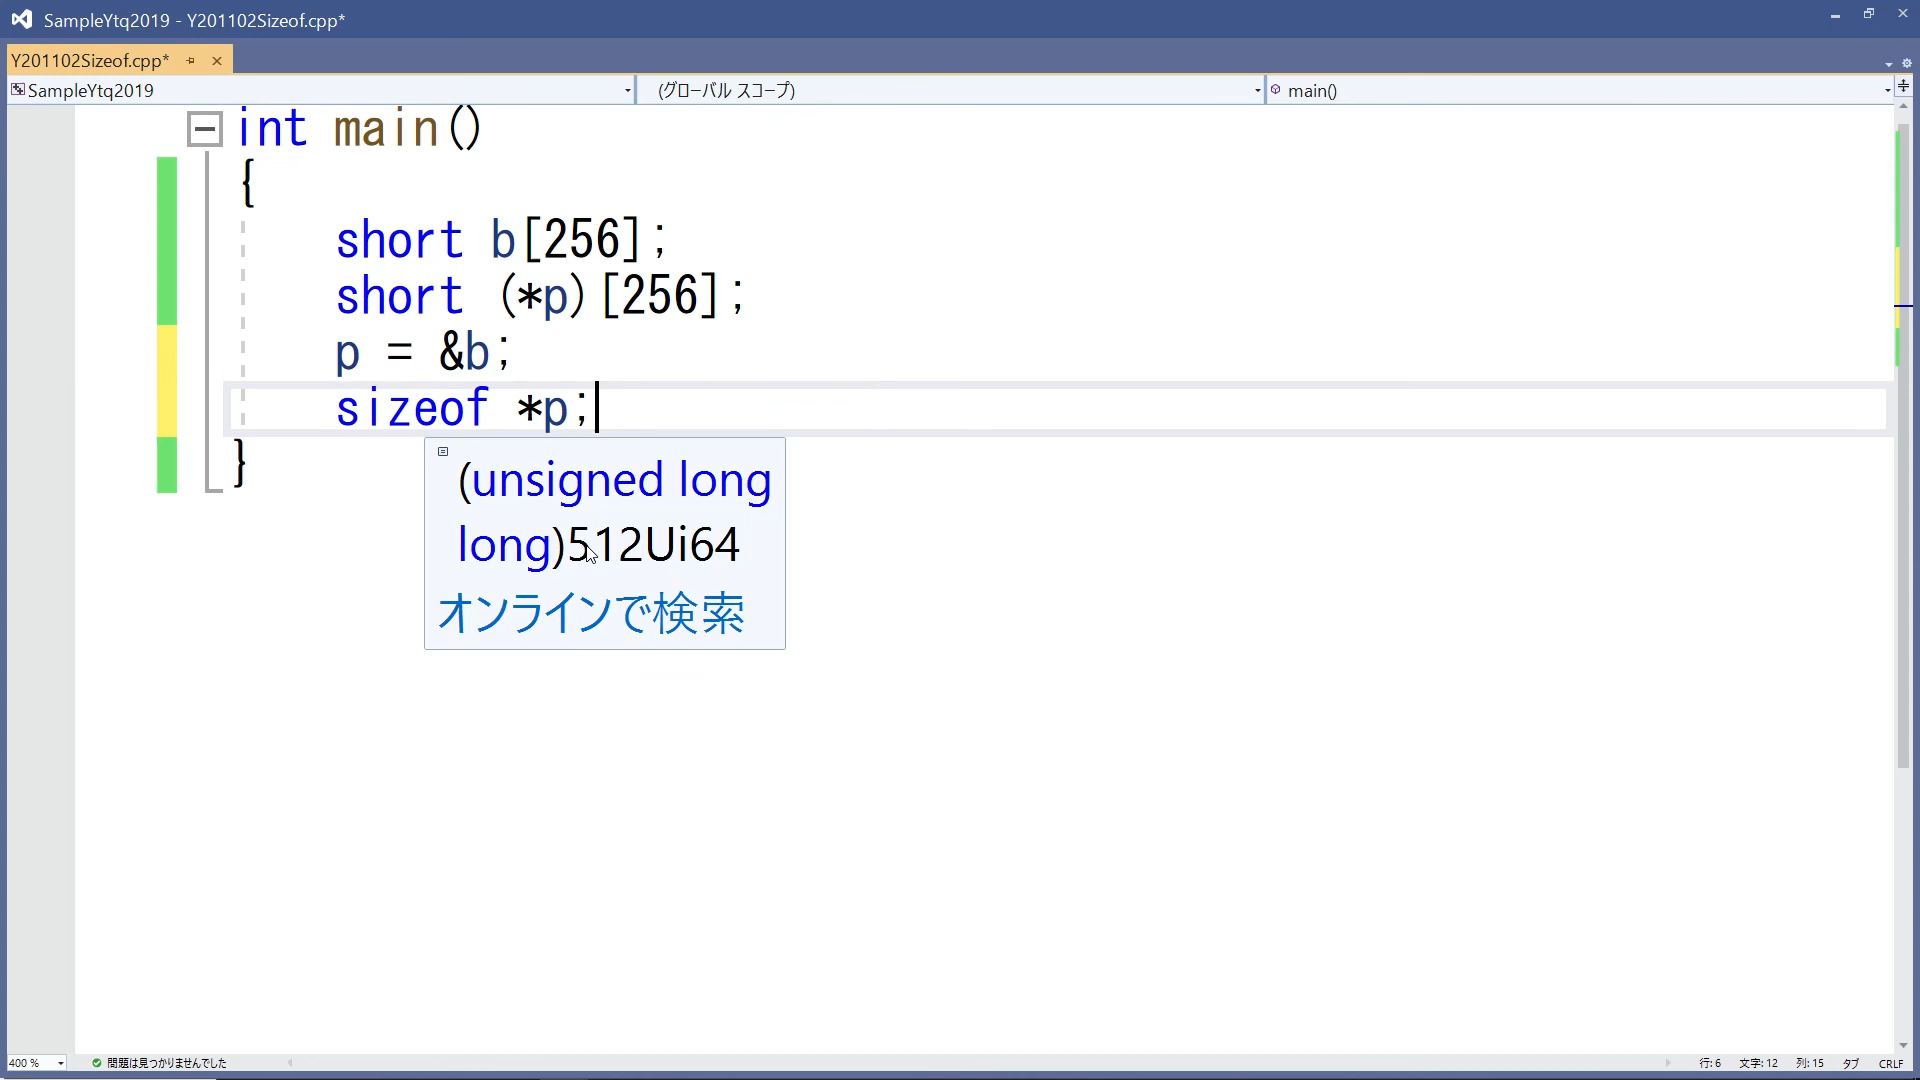 SampleYtq2019 - Y201102Sizeof.cpp*
Y201102Sizeof.cpp*
SampleYtq2019
(グローバル スコープ)
main()
int main()
{
short b[256];
short (*p)[256];
p = &b;
sizeof *p;
}
(unsigned long
long)512Ui64
オンラインで検索
400 %
問題は見つかりませんでした
行: 6
文字: 12
列: 15
タブ
CRLF